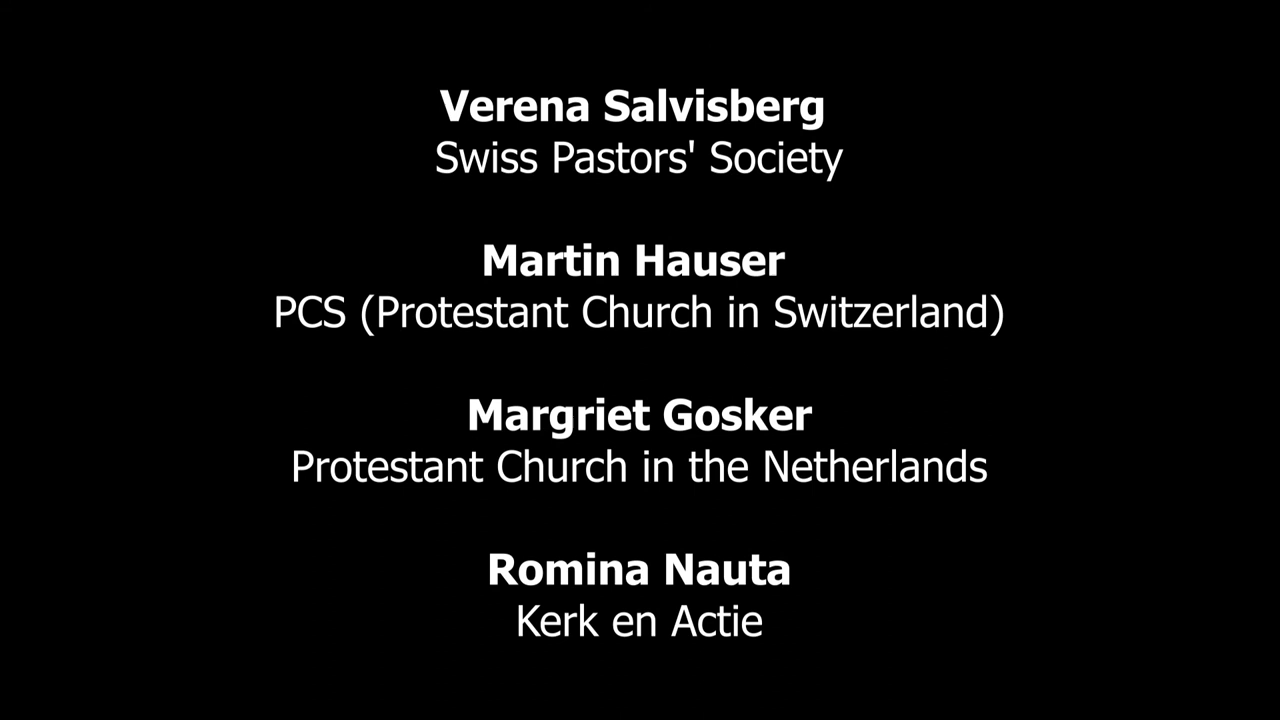 Verena Salvisberg
Swiss Pastors' Society
Martin Hauser
PCS (Protestant Church in Switzerland)
Margriet Gosker
Protestant Church in the Netherlands
Romina Nauta
Kerk en Actie